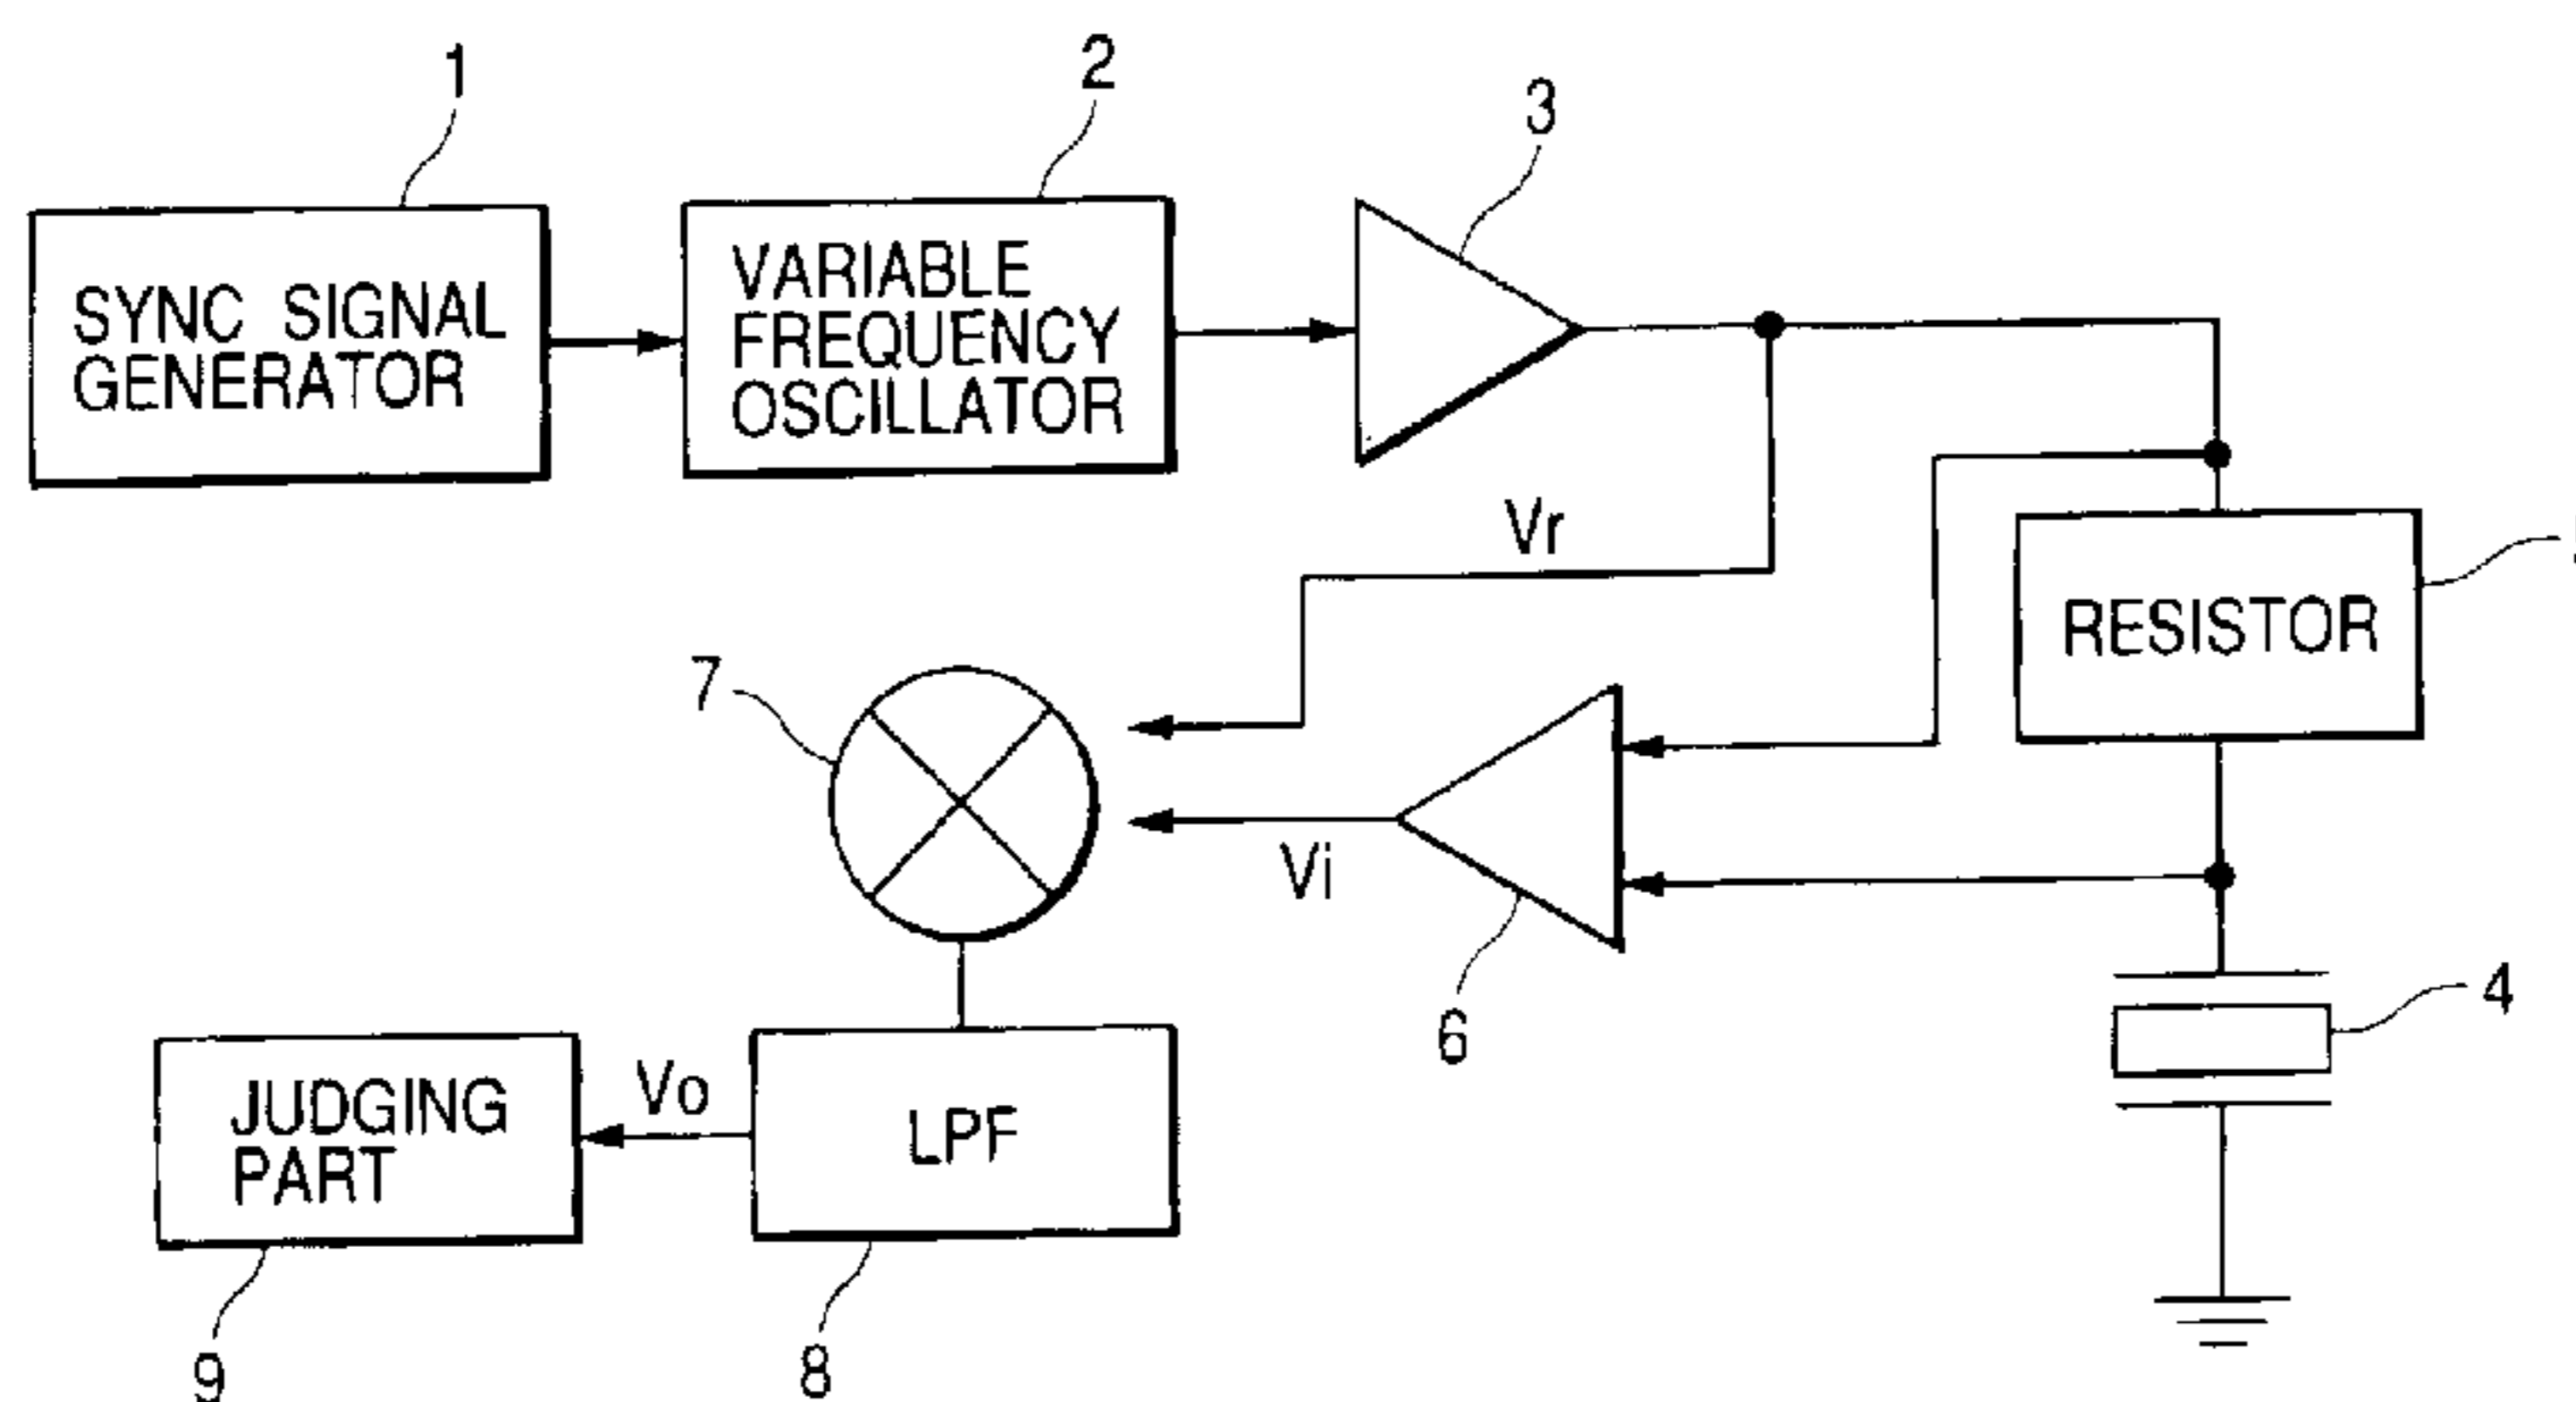 1
2
3
SYNC SIGNAL
GENERATOR
VARIABLE
FREQUENCY
OSCILLATOR
Vr
RESISTOR
7
Vi
6
4
JUDGING
PART
Vo
LPF
9
8